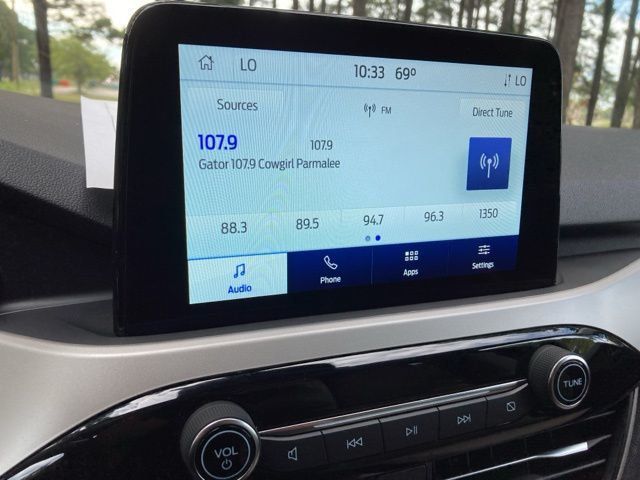 LO 10:33 69° LO
Sources FM Direct Tune
107.9 107.9
Gator 107.9 Cowgirl Parmalee
88.3 89.5 94.7 96.3 1350
Audio Phone Apps Settings
VOL TUNE